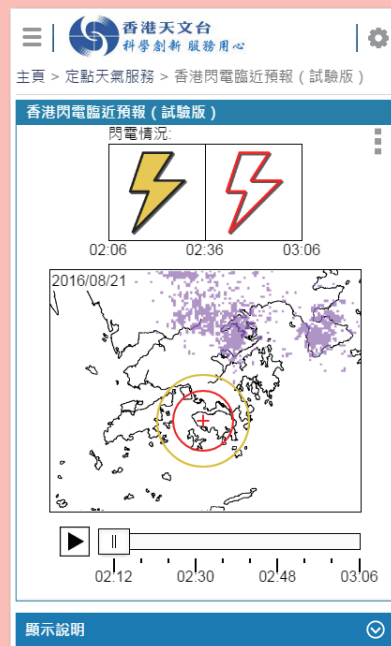 香港天文台
科學創新 服務用心
主頁 > 定點天氣服務 > 香港閃電臨近預報 ( 試驗版 )
香港閃電臨近預報 ( 試驗版 )
閃電情況:
02:06 02:36 03:06
2016/08/21
02:12 02:30 02:48 03:06
顯示說明